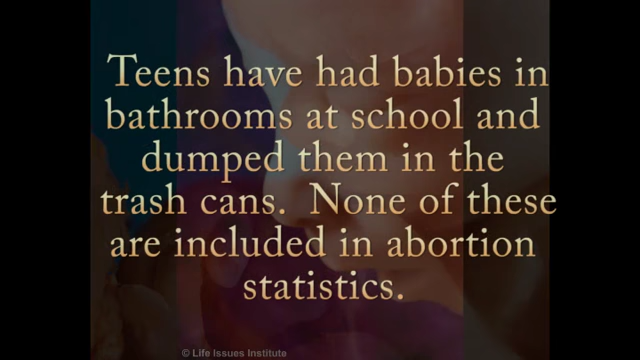 Teens have had babies in
bathrooms at school and
dumped them in the
trash cans. None of these
are included in abortion
statistics.
© Life Issues Institute